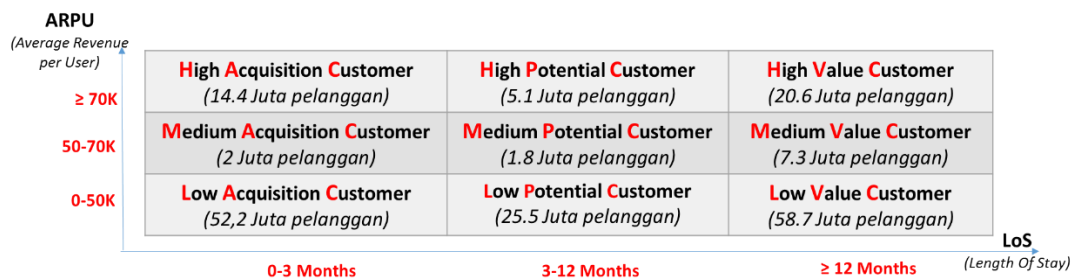 ARPU
(Average Revenue
per User)
≥ 70K
High Acquisition Customer
(14.4 Juta pelanggan)
High Potential Customer
(5.1 Juta pelanggan)
High Value Customer
(20.6 Juta pelanggan)
50-70K
Medium Acquisition Customer
(2 Juta pelanggan)
Medium Potential Customer
(1.8 Juta pelanggan)
Medium Value Customer
(7.3 Juta pelanggan)
0-50K
Low Acquisition Customer
(52,2 Juta pelanggan)
Low Potential Customer
(25.5 Juta pelanggan)
Low Value Customer
(58.7 Juta pelanggan)
LoS
(Length Of Stay)
0-3 Months
3-12 Months
≥ 12 Months